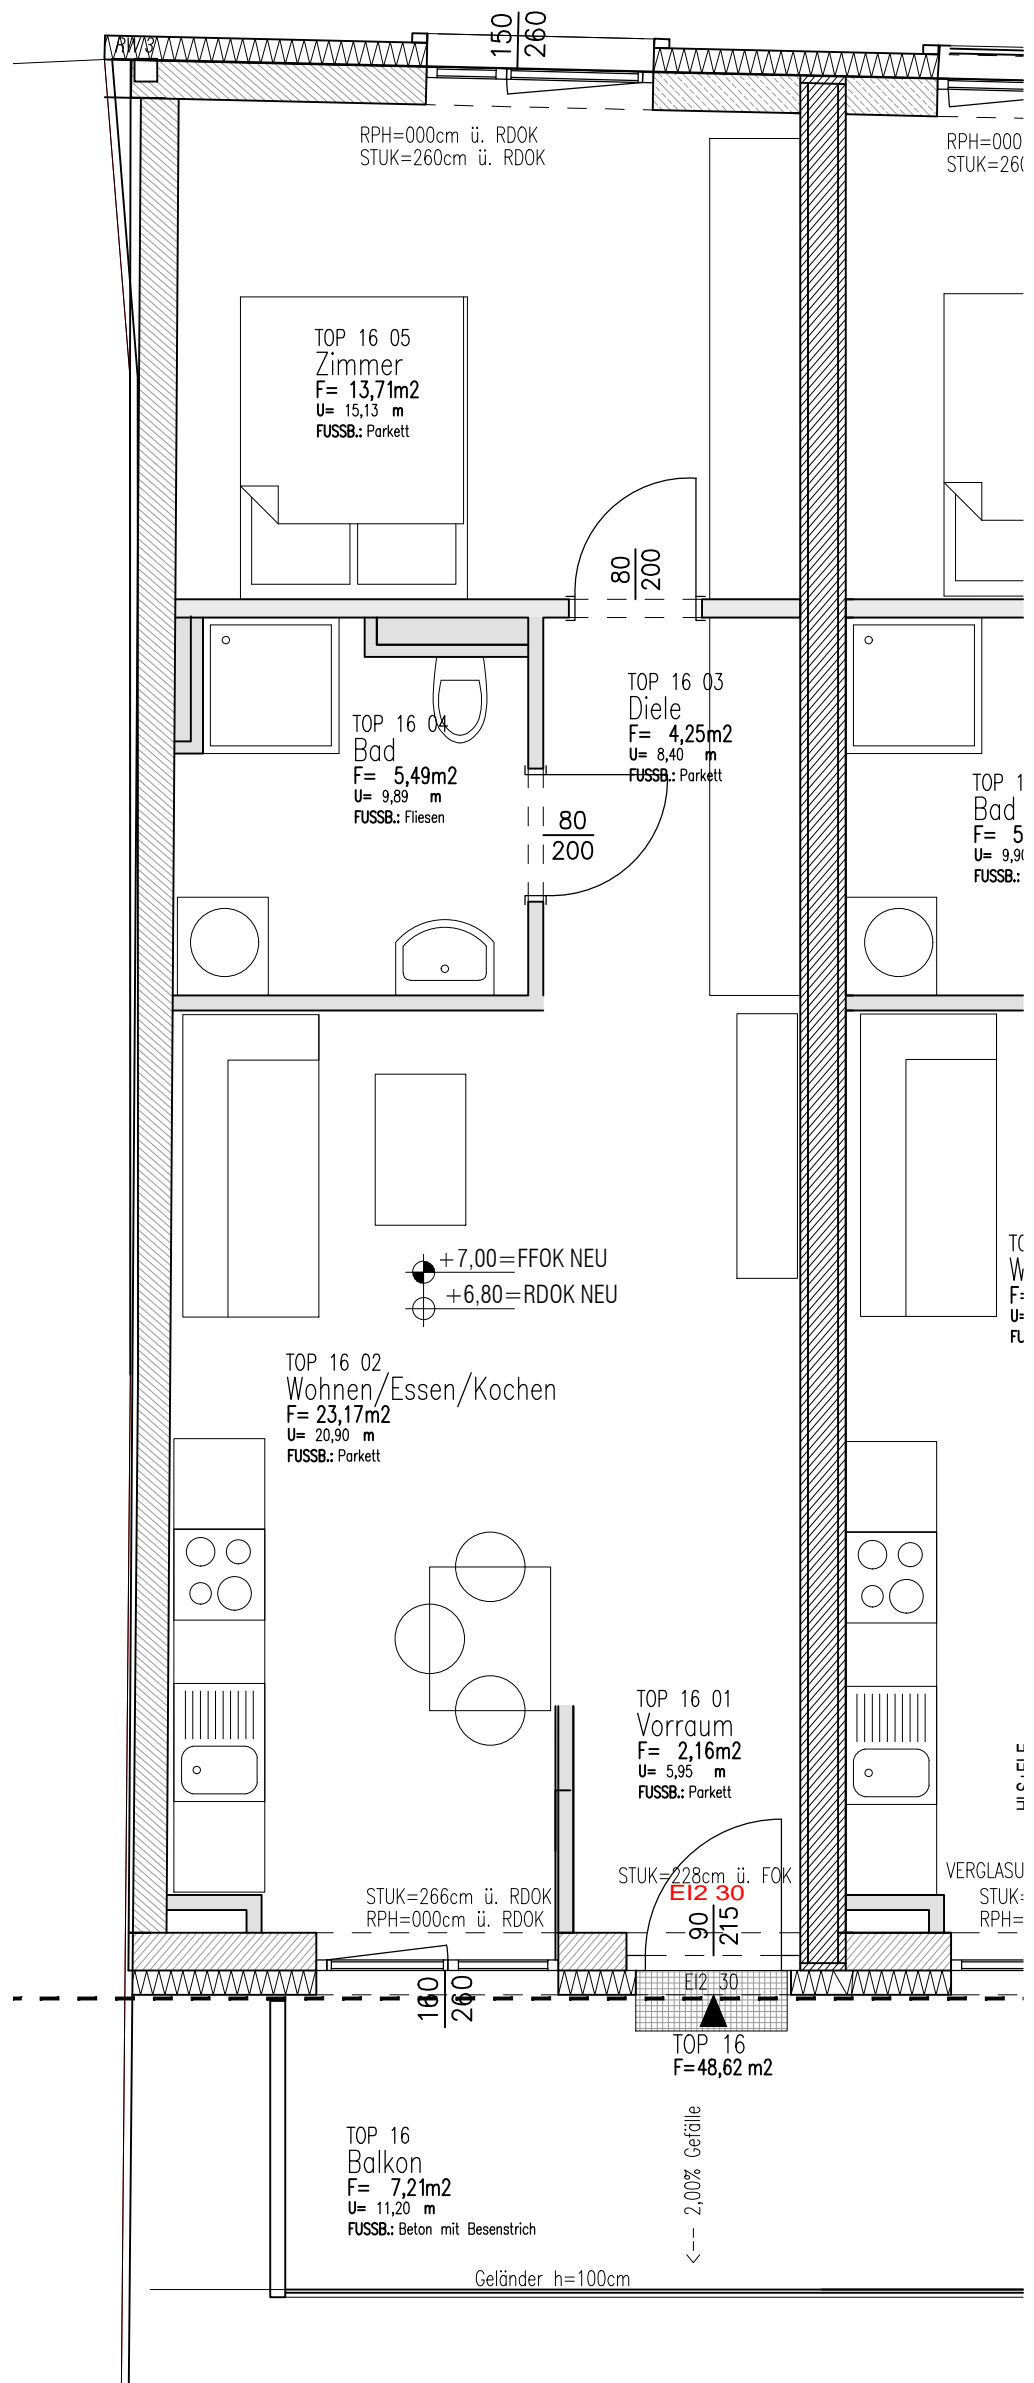 RW 3
150
260
RPH=000cm ü. RDOK
STUK=260cm ü. RDOK
RPH=000
STUK=260
TOP 16 05
Zimmer
F= 13,71m2
U= 15,13 m
FUSSB.: Parkett
80
200
TOP 16 03
Diele
F= 4,25m2
U= 8,40 m
FUSSB.: Parkett
TOP 16 04
Bad
F= 5,49m2
U= 9,89 m
FUSSB.: Fliesen
80
200
TOP 1
Bad
F= 5
U= 9,90
FUSSB.:
+7,00=FFOK NEU
+6,80=RDOK NEU
TOP 16 02
Wohnen/Essen/Kochen
F= 23,17m2
U= 20,90 m
FUSSB.: Parkett
F=
U=
FU
TOP 16 01
Vorraum
F= 2,16m2
U= 5,95 m
FUSSB.: Parkett
STUK=228cm ü. FOK
EI2 30
90
215
STUK=266cm ü. RDOK
RPH=000cm ü. RDOK
VERGLASU
STUK=
RPH=
260
EI2 30
TOP 16
F=48,62 m2
2,00% Gefälle
TOP 16
Balkon
F= 7,21m2
U= 11,20 m
FUSSB.: Beton mit Besenstrich
Geländer h=100cm